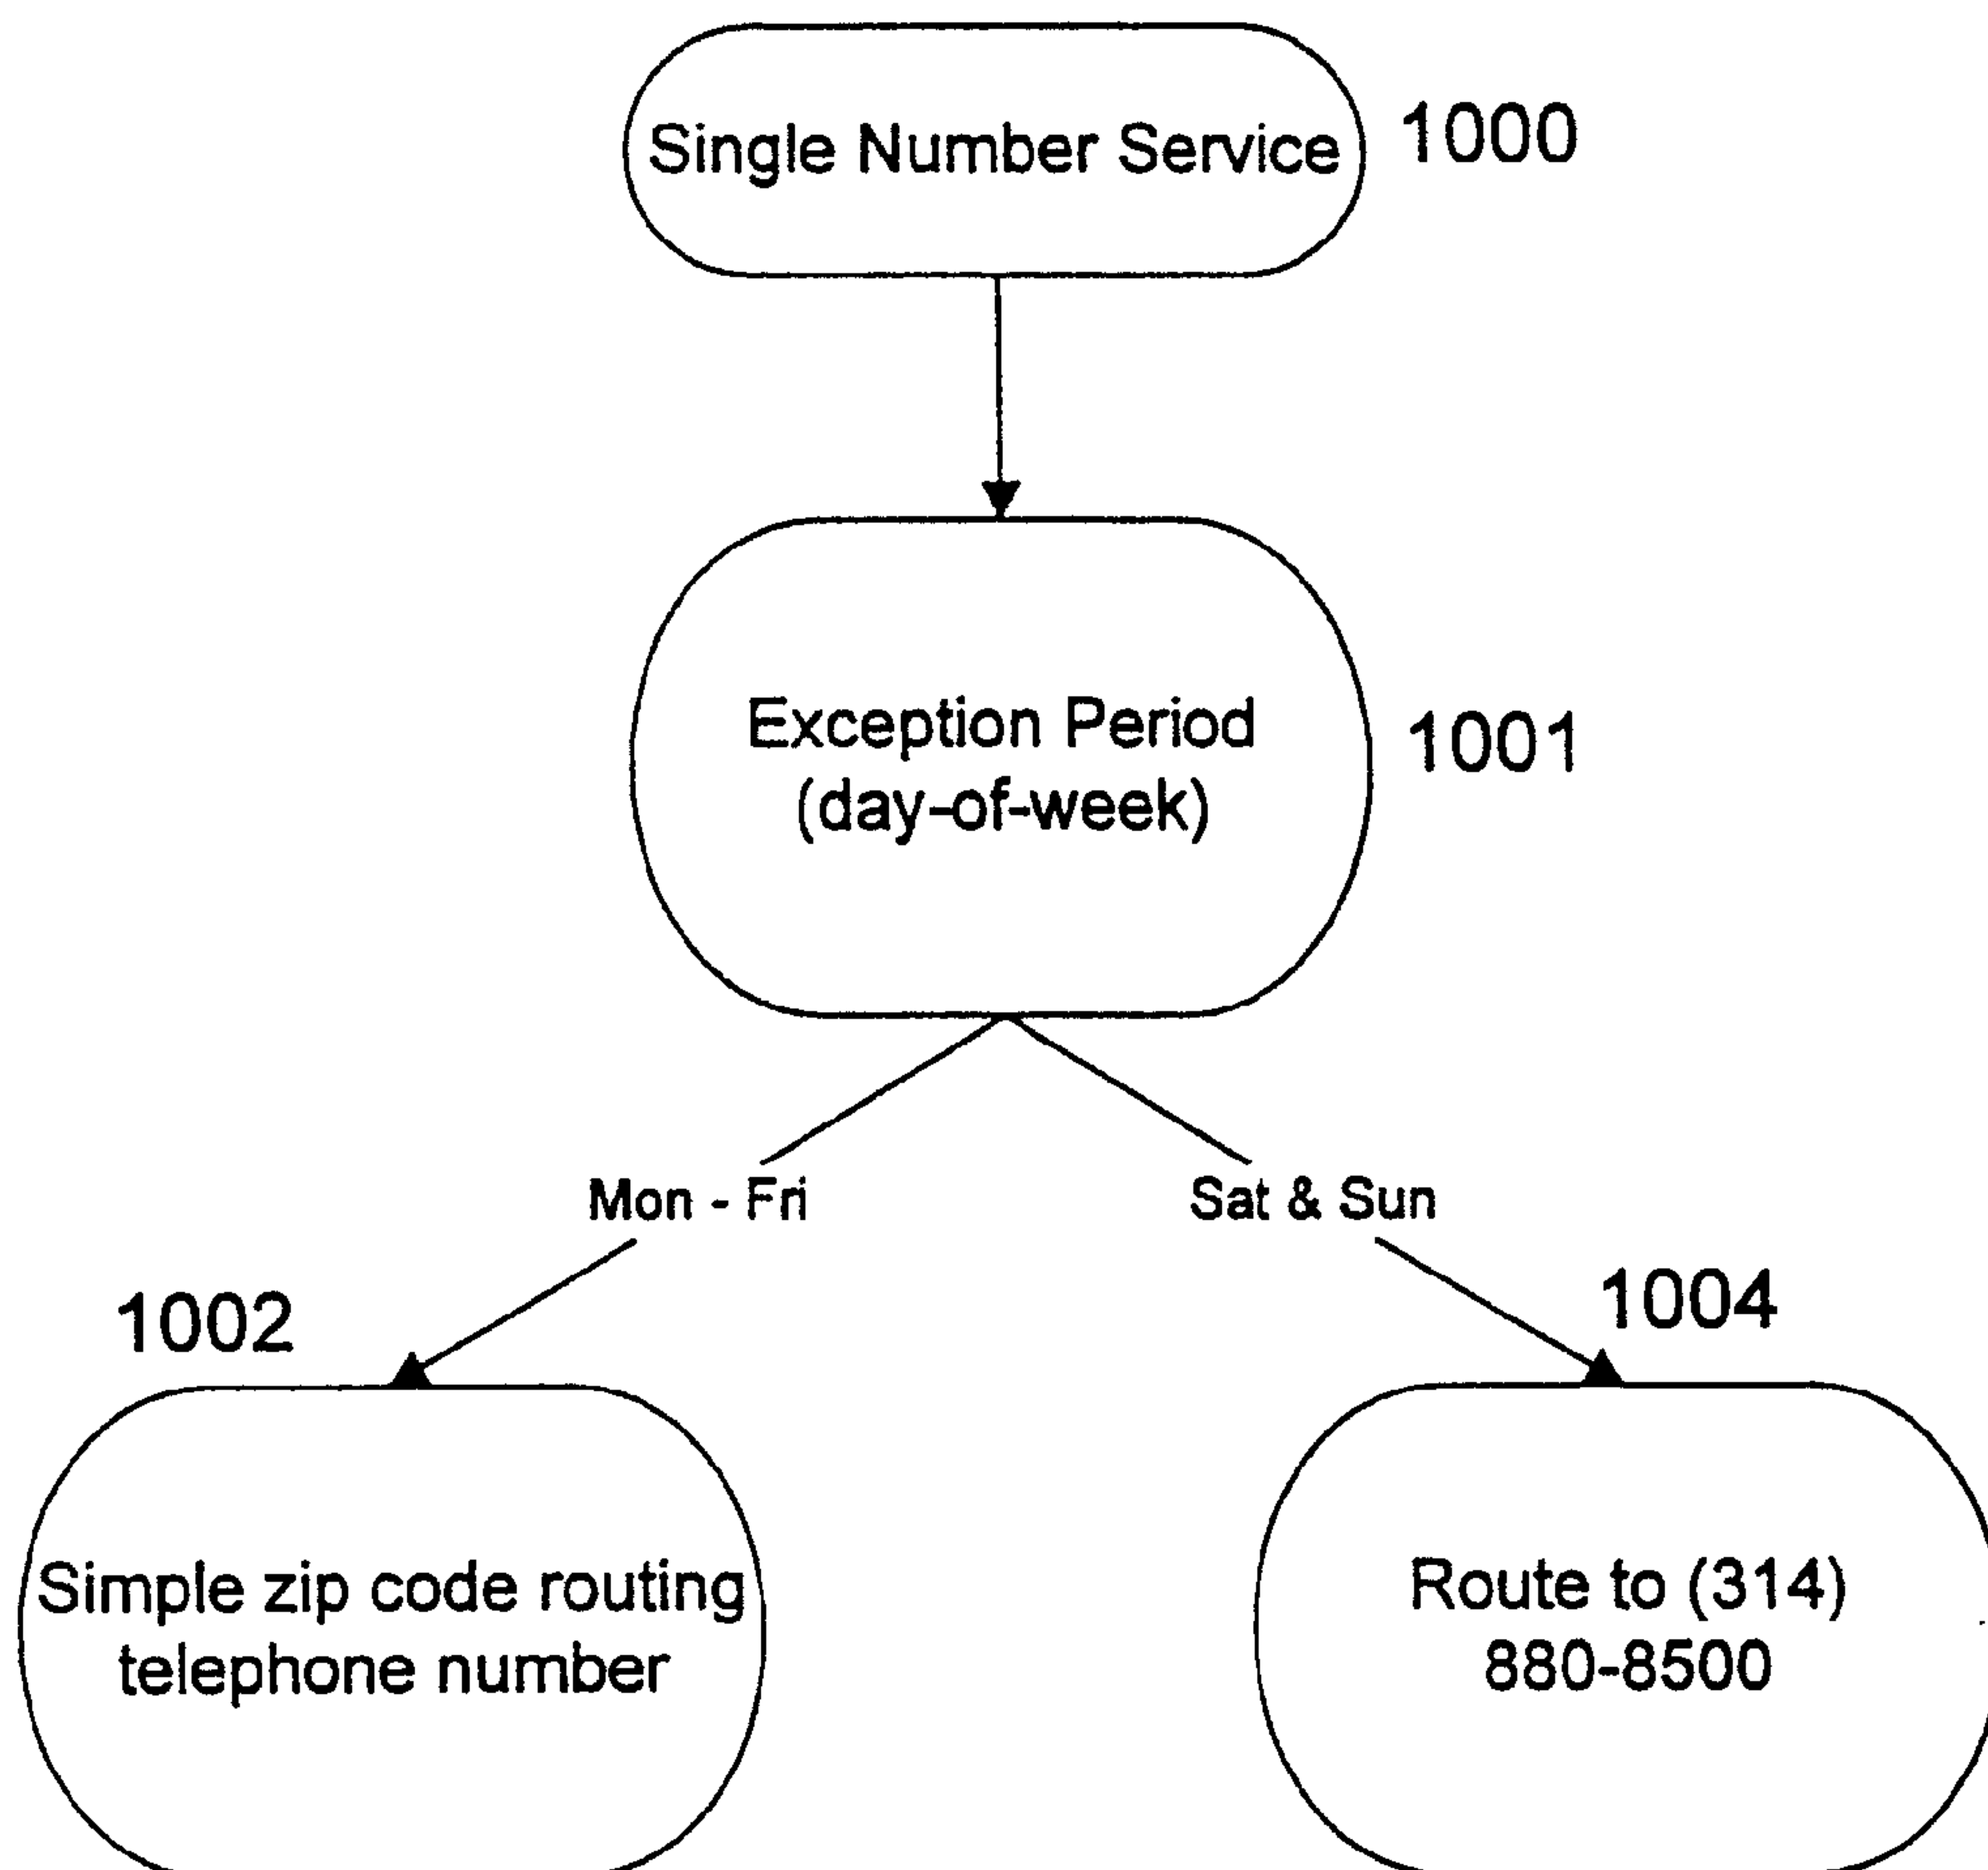 Single Number Service
1000
Exception Period
(day-of-week)
1001
Mon - Fri
Sat & Sun
1002
1004
Simple zip code routing
telephone number
Route to (314)
880-8500